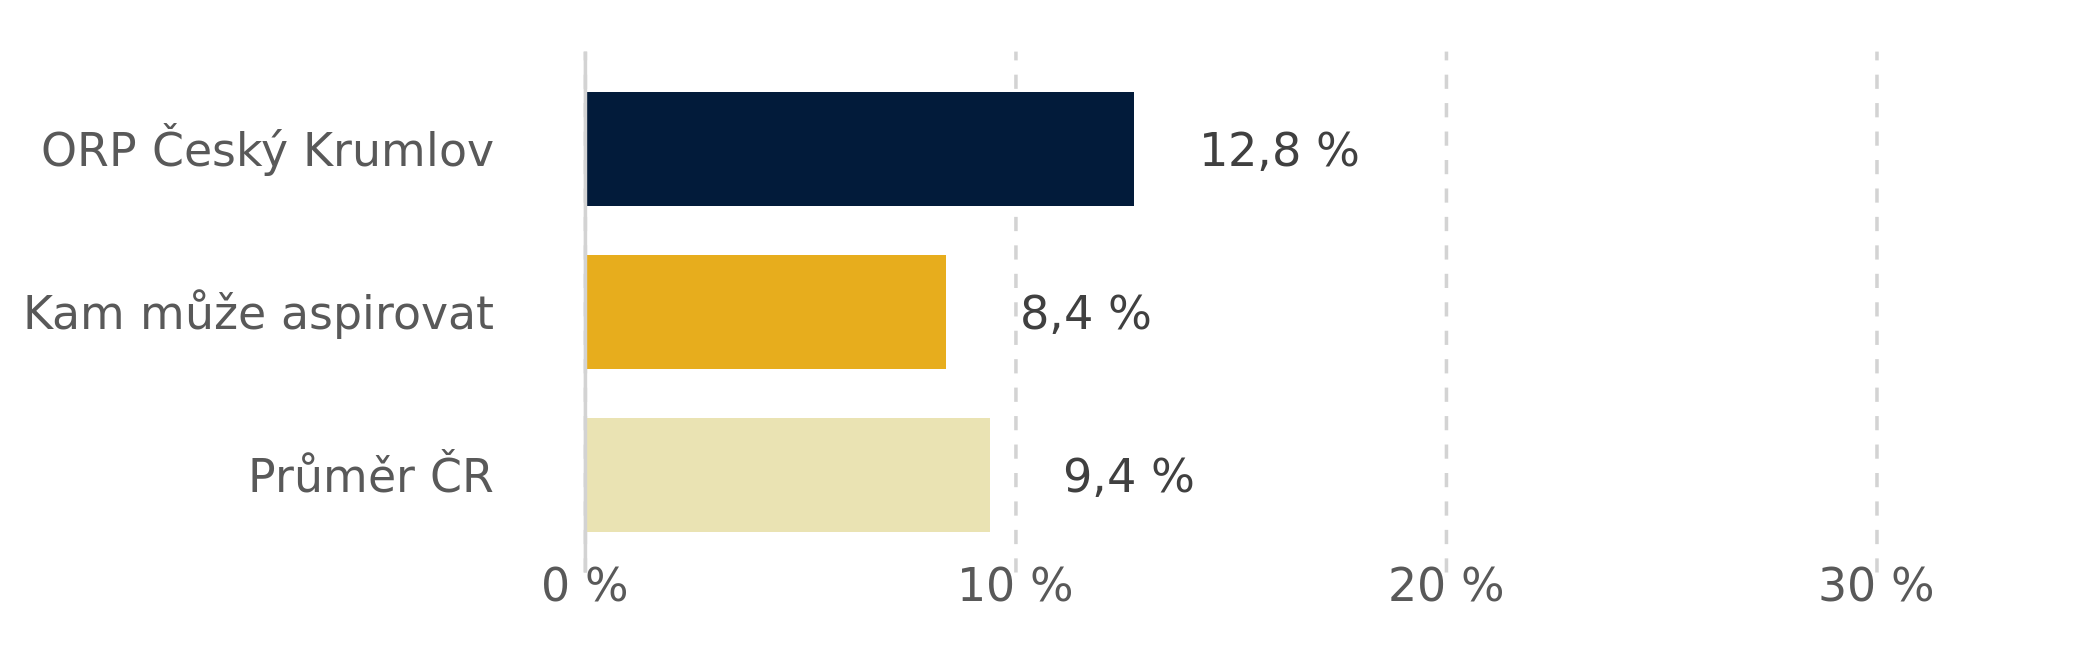 ORP Český Krumlov
12,8 %
Kam může aspirovat
8,4 %
Průměr ČR
9,4 %
0 %
10 %
20 %
30 %